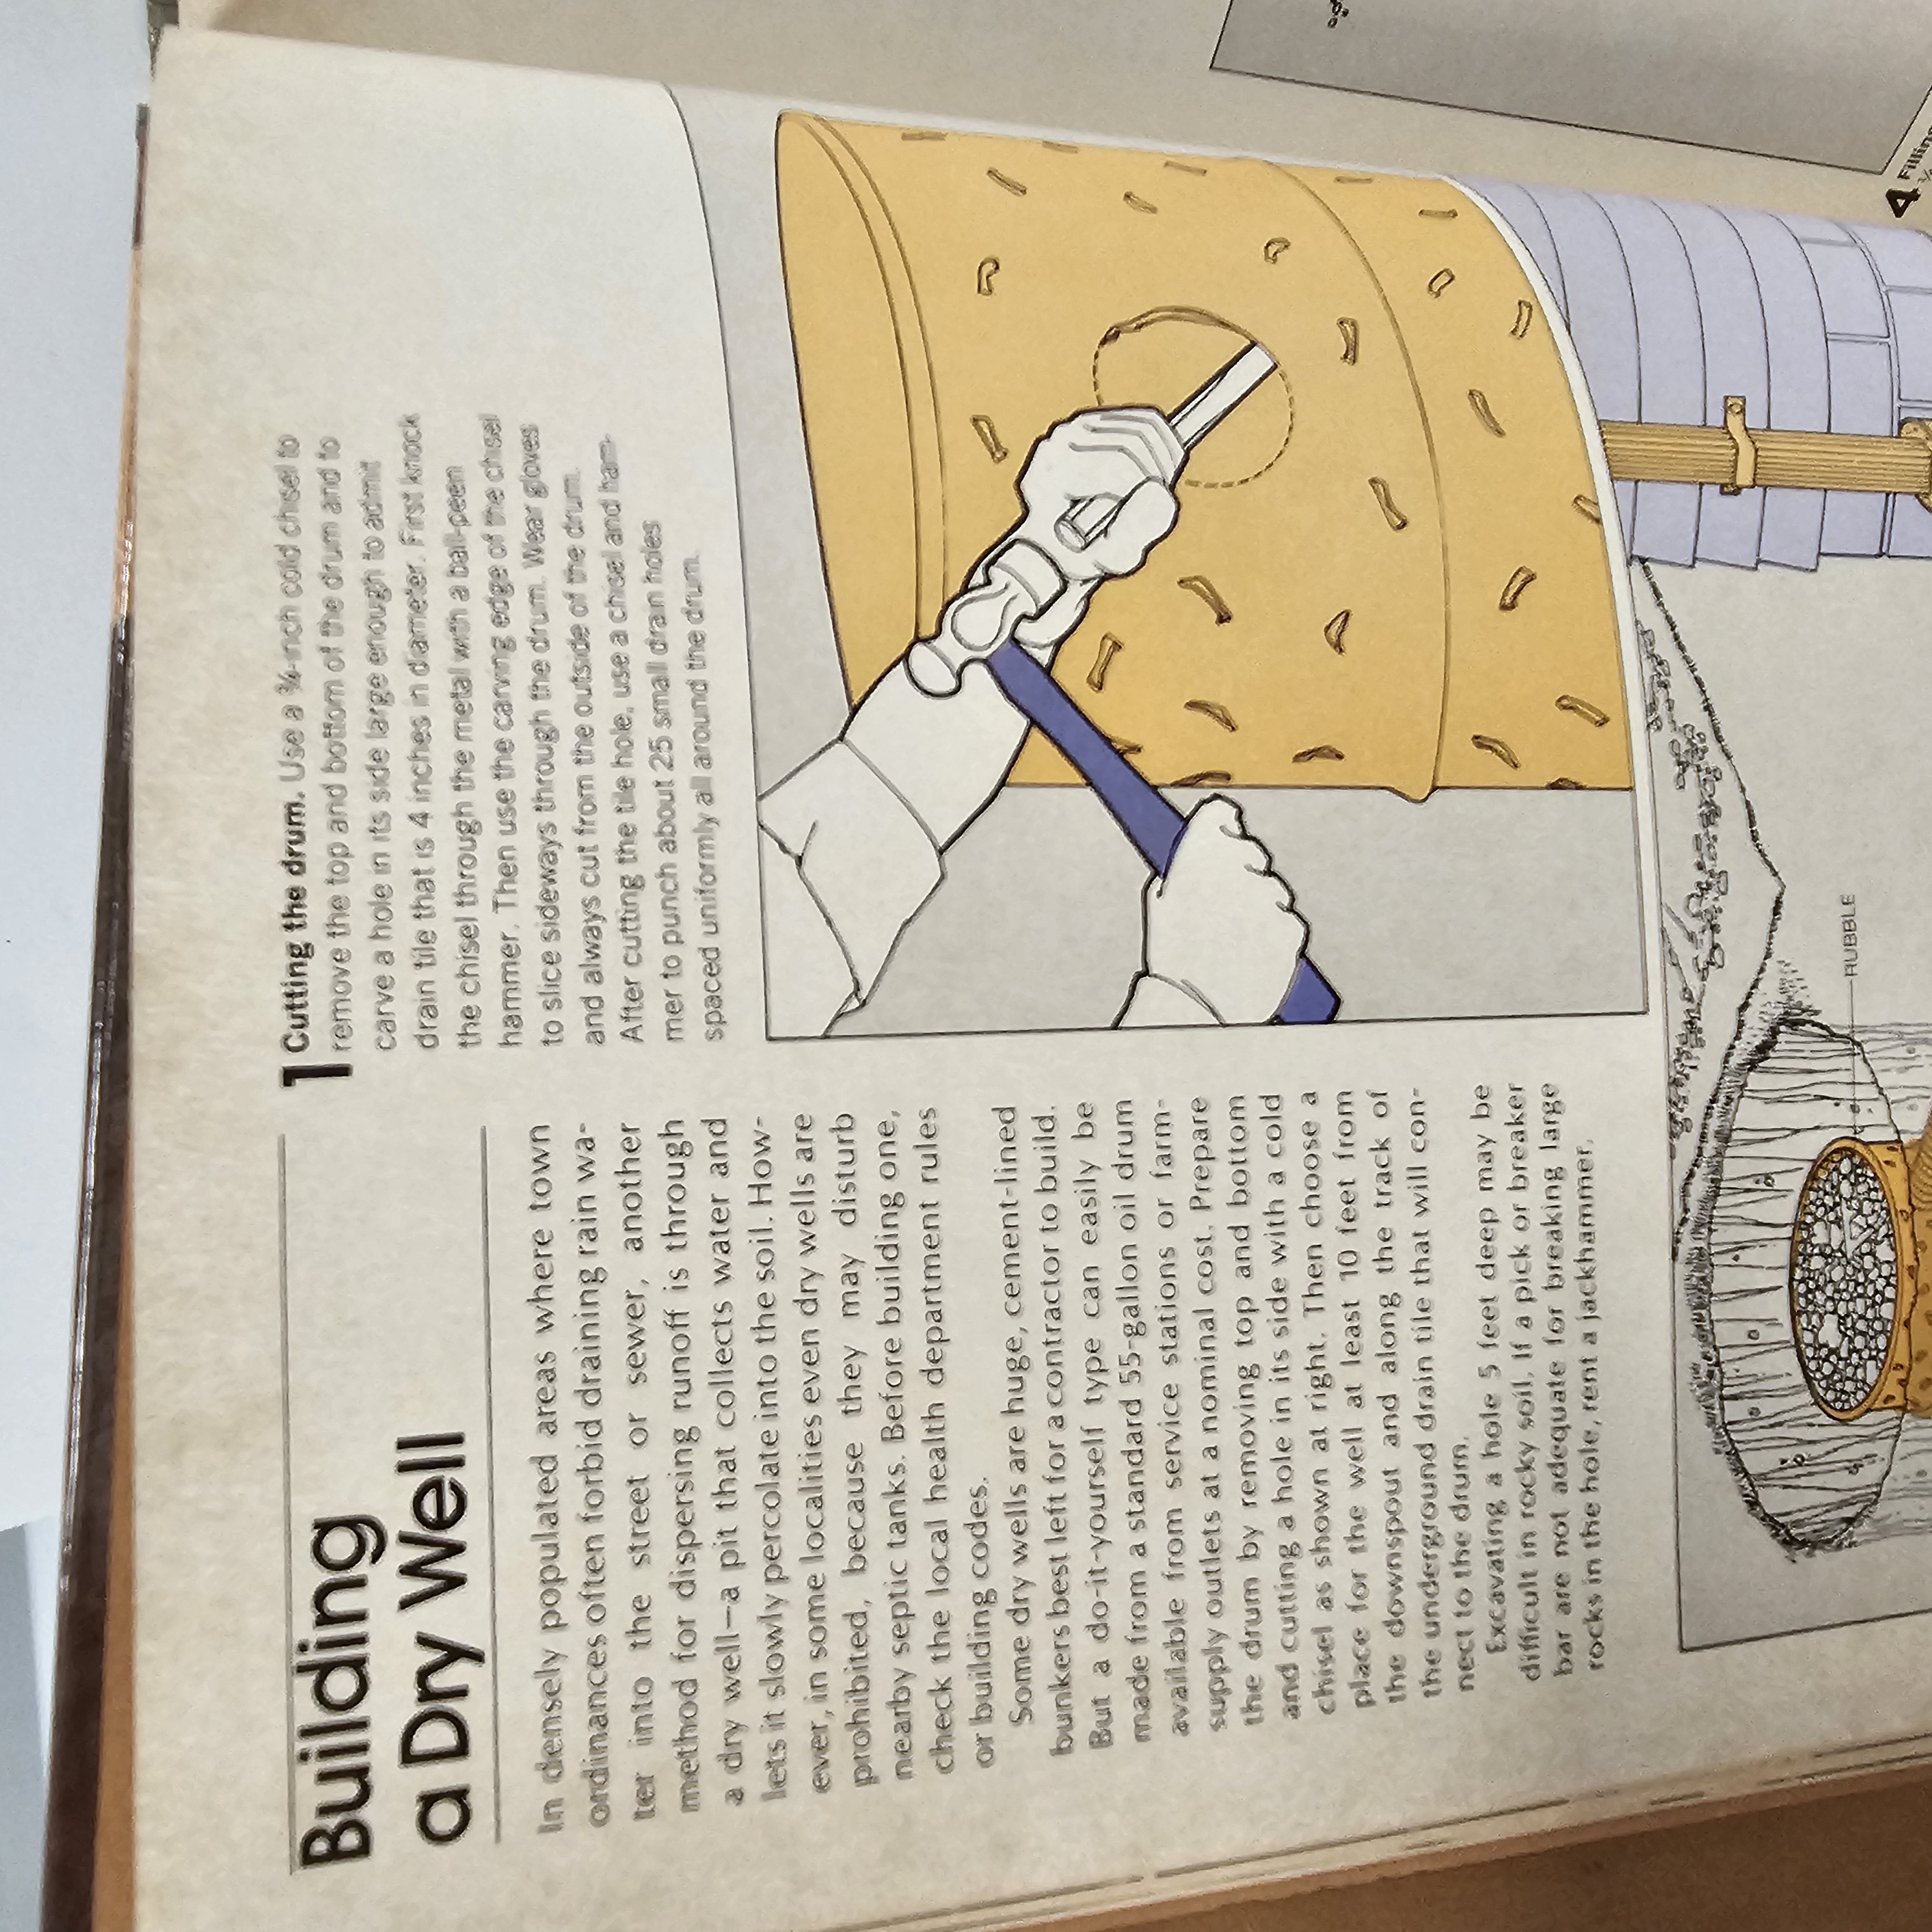 Building
a Dry Well
In densely populated areas where town
ordinances often forbid draining rain wa-
ter into the street or sewer, another
method for dispersing runoff is through
a dry well—a pit that collects water and
lets it slowly percolate into the soil. How-
ever, in some localities even dry wells are
prohibited, because they may disturb
nearby septic tanks. Before building one,
check the local health department rules
or building codes.
Some dry wells are huge, cement-lined
bunkers best left for a contractor to build.
But a do-it-yourself type can easily be
made from a standard 55-gallon oil drum
available from service stations or farm-
supply outlets at a nominal cost. Prepare
the drum by removing top and bottom
and cutting a hole in its side with a cold
chisel as shown at right. Then choose a
place for the well at least 10 feet from
the downspout and along the track of
the underground drain tile that will con-
nect to the drum.
Excavating a hole 5 feet deep may be
difficult in rocky soil. If a pick or breaker
bar are not adequate for breaking large
rocks in the hole, rent a jackhammer.
1 Cutting the drum. Use a ¾-inch cold chisel to
remove the top and bottom of the drum and to
carve a hole in its side large enough to admit
drain tile that is 4 inches in diameter. First knock
the chisel through the metal with a ball-peen
hammer. Then use the carving edge of the chisel
to slice sideways through the drum. Wear gloves
and always cut from the outside of the drum.
After cutting the tile hole, use a chisel and ham-
mer to punch about 25 small drain holes
spaced uniformly all around the drum.
RUBBLE
4